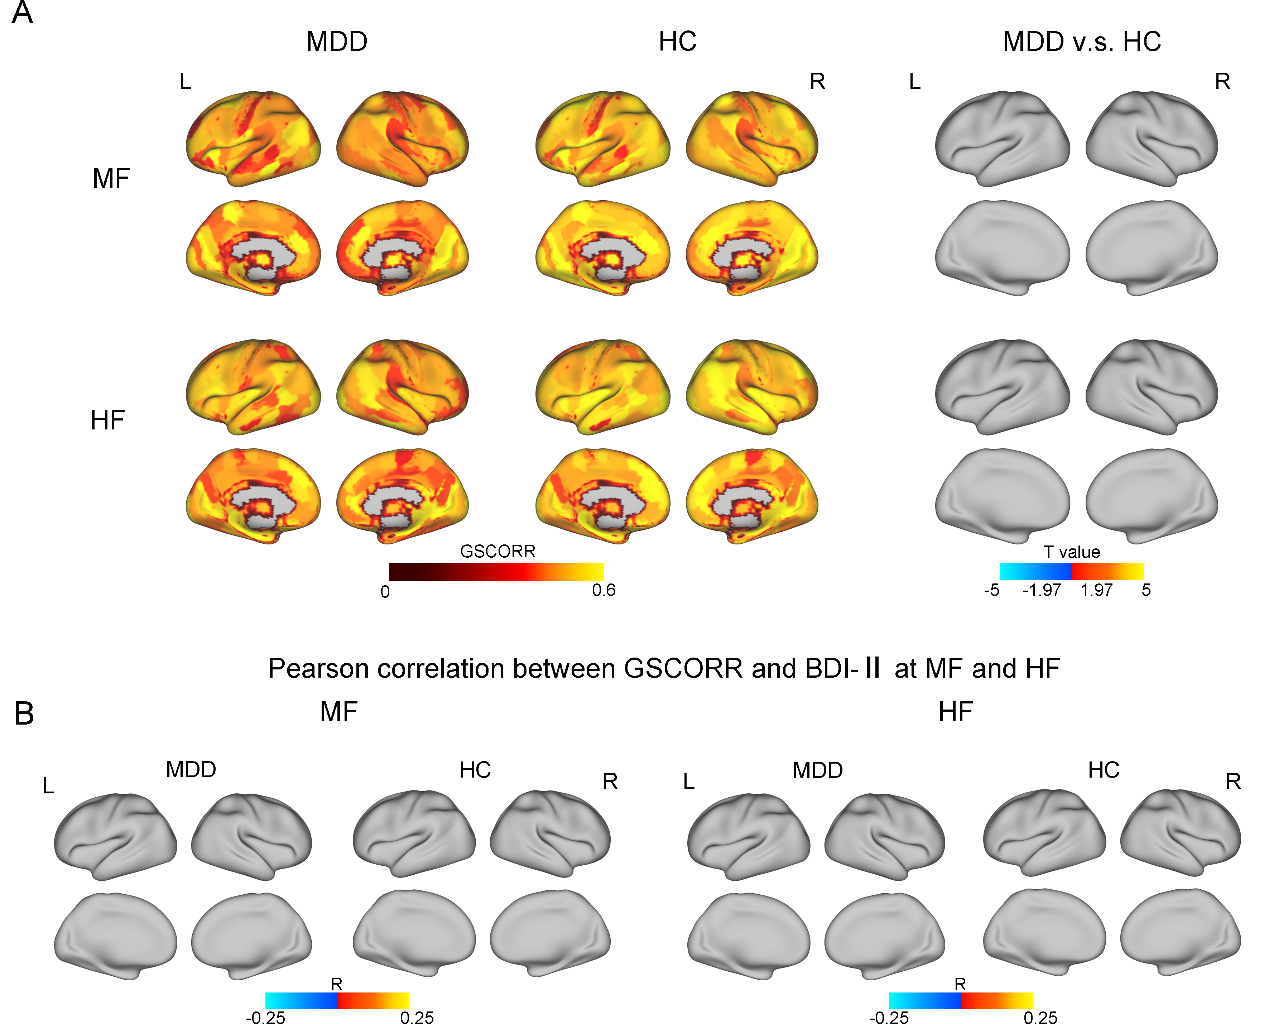 A
MDD HC MDD v.s. HC
L R L R
MF
HF
GSCORR
0 0.6
T value
-5 -1.97 1.97 5
Pearson correlation between GSCORR and BDI-II at MF and HF
B
MF HF
MDD HC MDD HC
L R L R
R R
-0.25 0.25 -0.25 0.25